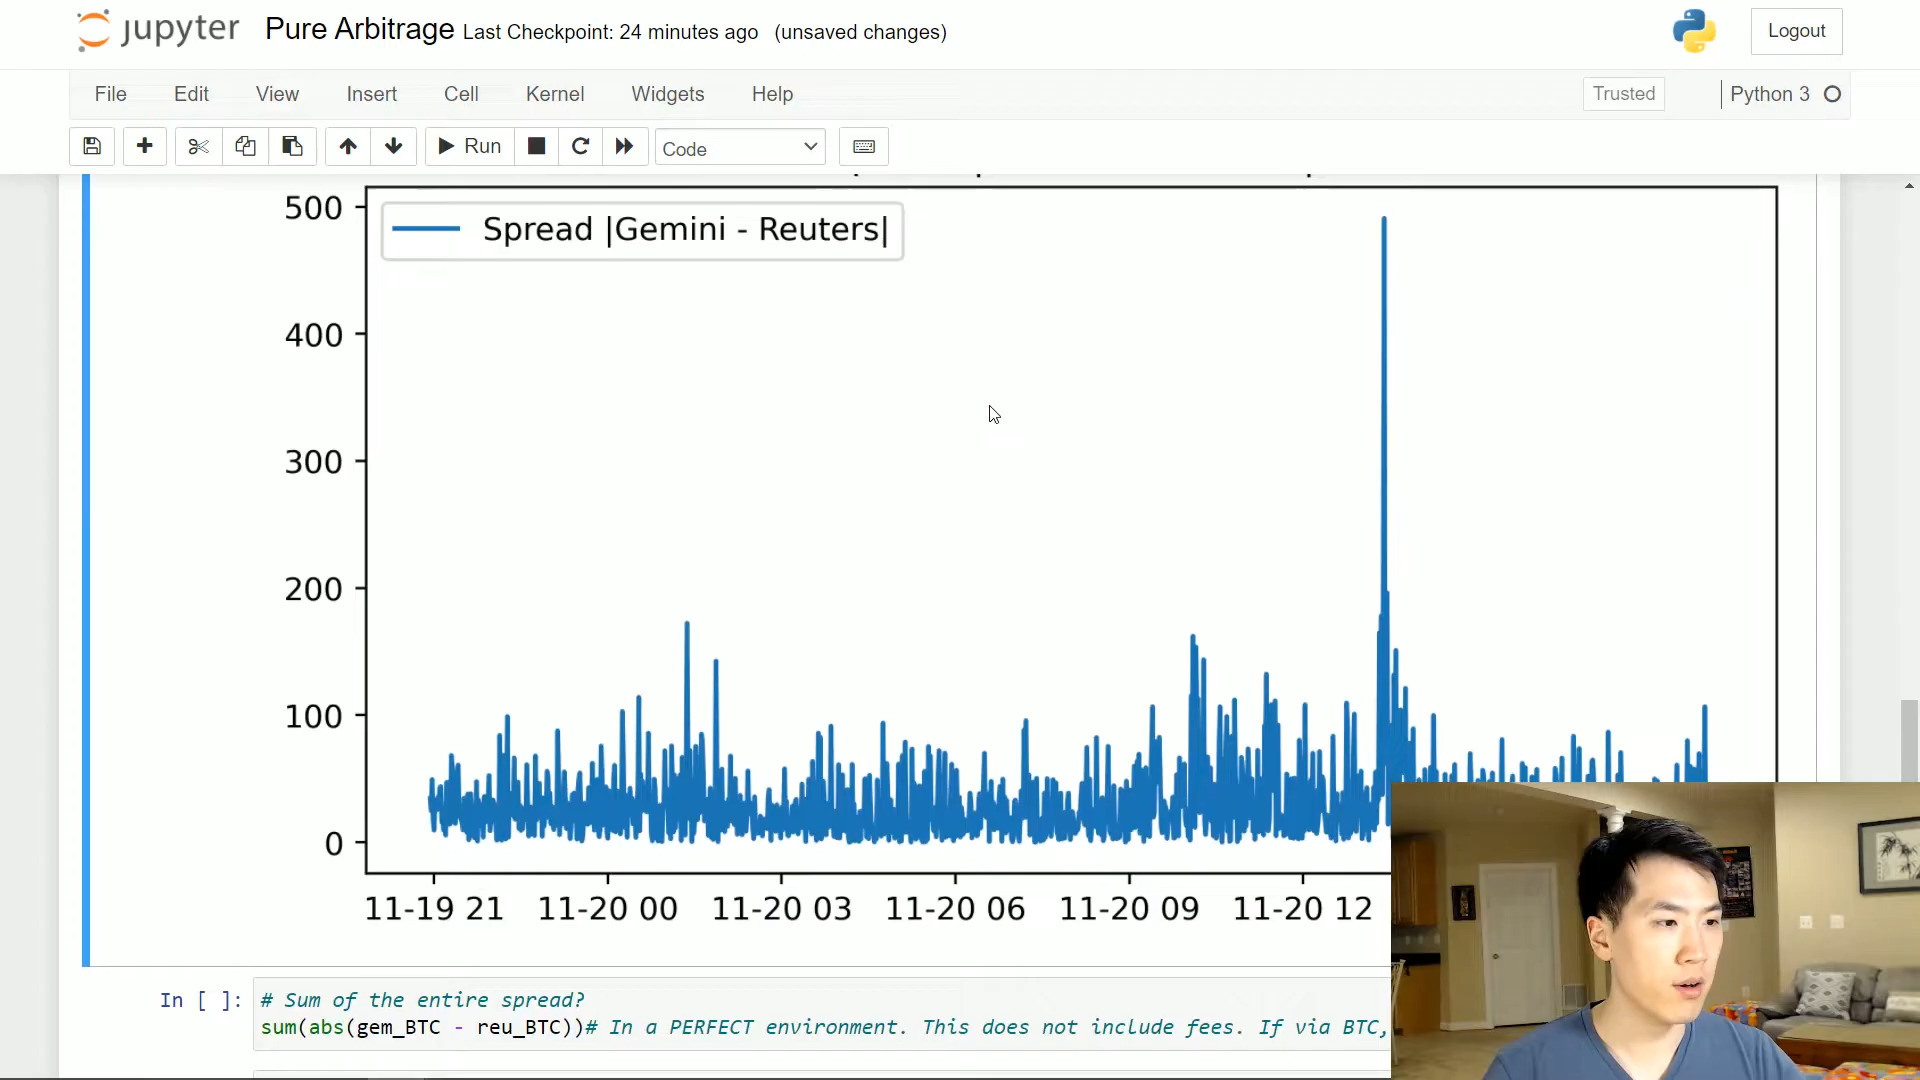 jupyter Pure Arbitrage Last Checkpoint: 24 minutes ago (unsaved changes)
Logout
File Edit View Insert Cell Kernel Widgets Help
Trusted
Python 3
Run
Code
500
Spread |Gemini - Reuters|
400
300
200
100
0
11-19 21 11-20 00 11-20 03 11-20 06 11-20 09 11-20 12
In [ ]: # Sum of the entire spread?
sum(abs(gem_BTC - reu_BTC))# In a PERFECT environment. This does not include fees. If via BTC,